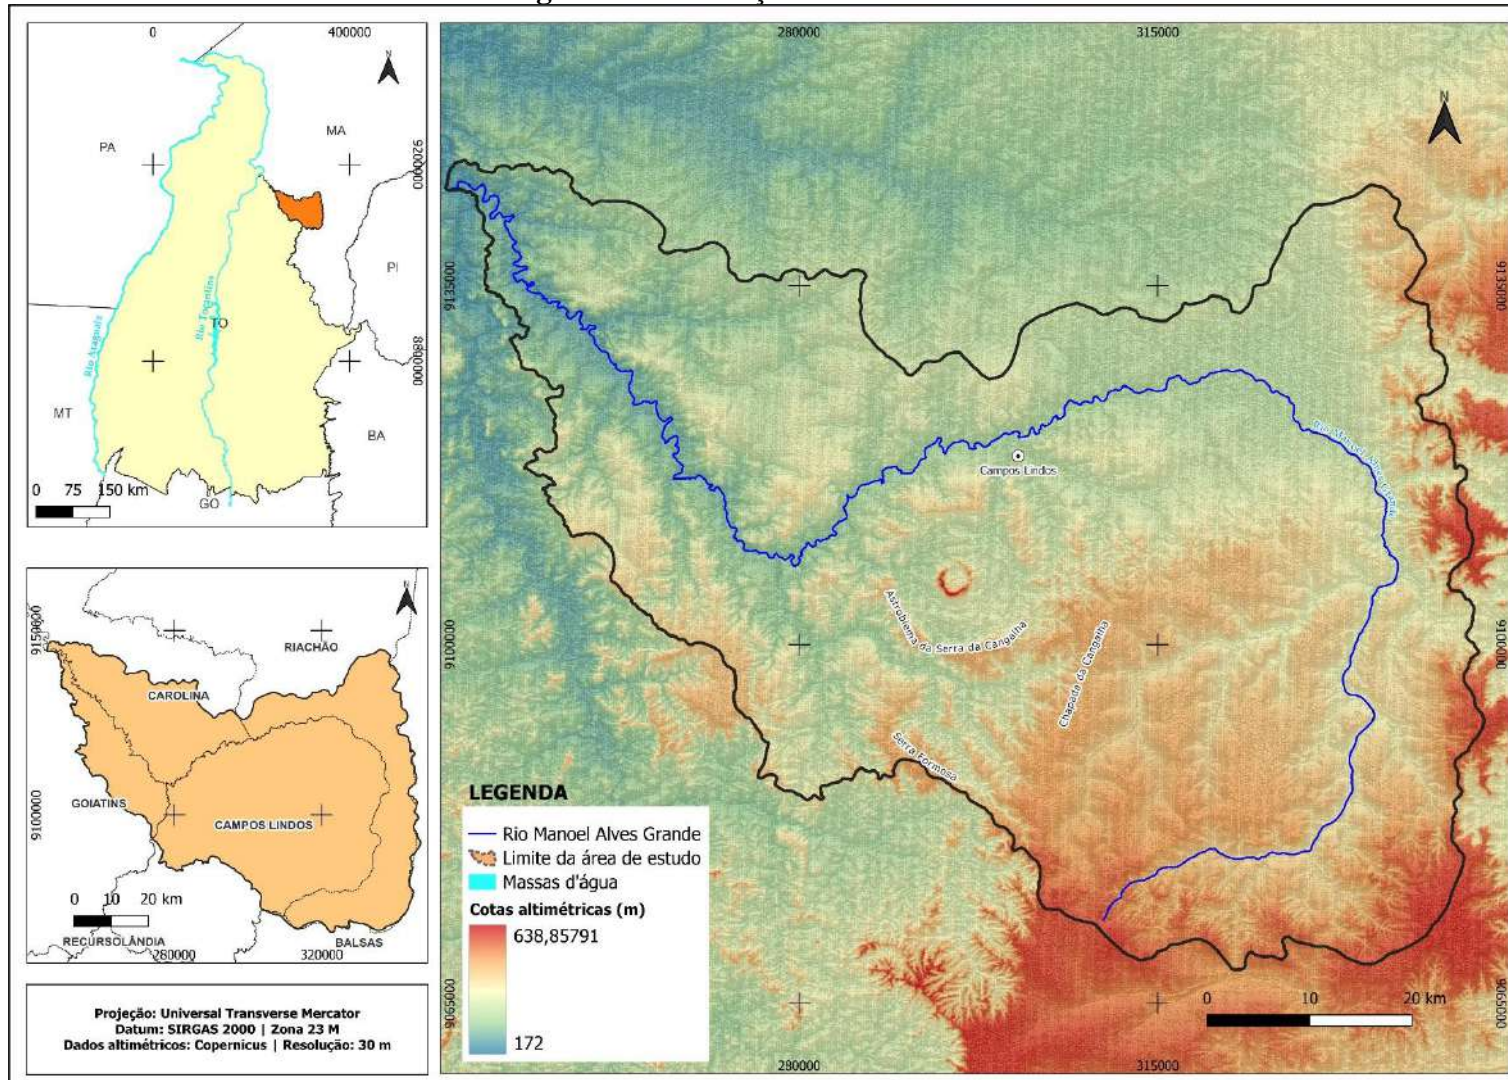 0 400000
N
PA
MA
9200000
PI
Rio Araguaia
Rio Tocantins
TO
8800000
MT
BA
0 75 150 km
GO
N
9150000
RIACHÃO
CAROLINA
9100000
GOIATINS
CAMPOS LINDOS
0 10 20 km
RECURSOLÂNDIA
BALSAS
280000 320000
Projeção: Universal Transverse Mercator
Datum: SIRGAS 2000 | Zona 23 M
Dados altimétricos: Copernicus | Resolução: 30 m
280000 315000
N
9135000
9135000
Rio Manoel Alves Grande
Campos Lindos
Astroblema da Serra da Cangalha
9100000
9100000
Chapada da Cangalha
Serra Formosa
LEGENDA
Rio Manoel Alves Grande
Limite da área de estudo
Massas d'água
Cotas altimétricas (m)
638,85791
172
9065000
9065000
0 10 20 km
280000 315000